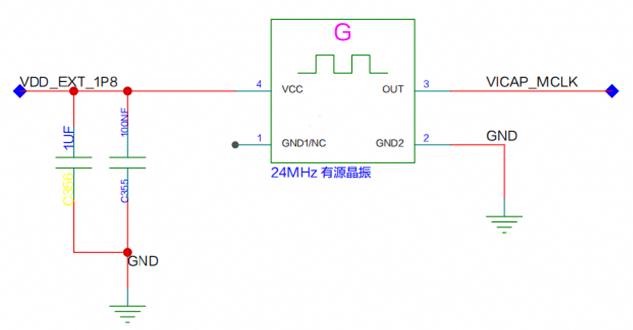 G
VDD_EXT_1P8
4
VCC
OUT
3
VICAP_MCLK
1UF
100NF
1
GND1/NC
GND2
2
GND
C356
C355
24MHz 有源晶振
GND